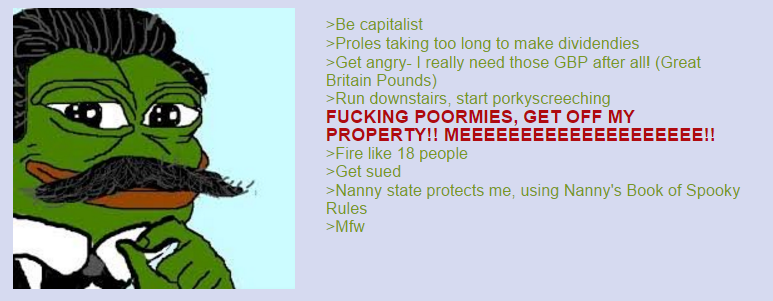 >Be capitalist
>Proles taking too long to make dividendies
>Get angry- I really need those GBP after all! (Great
Britain Pounds)
>Run downstairs, start porkyscreeching
FUCKING POORMIES, GET OFF MY
PROPERTY!! MEEEEEEEEEEEEEEEEEEEE!!
>Fire like 18 people
>Get sued
>Nanny state protects me, using Nanny's Book of Spooky
Rules
>Mfw